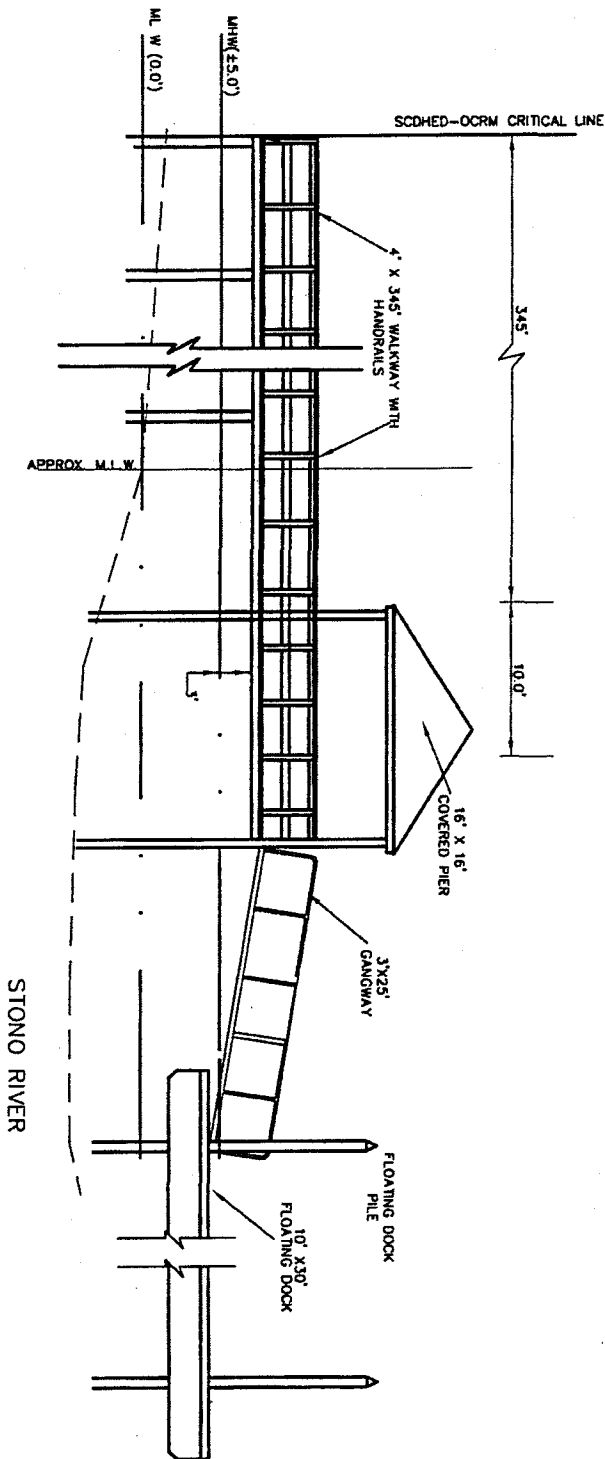 SCDHED-OCRM CRITICAL LINE
345'
10.0'
4' X 345' WALKWAY WITH
HANDRAILS
16' X 16'
COVERED PIER
MHW(±5.0')
ML W (0.0')
APPROX. M.L.W.
3'
3'X25'
GANGWAY
FLOATING DOCK
PILE
10' X30'
FLOATING DOCK
STONO RIVER